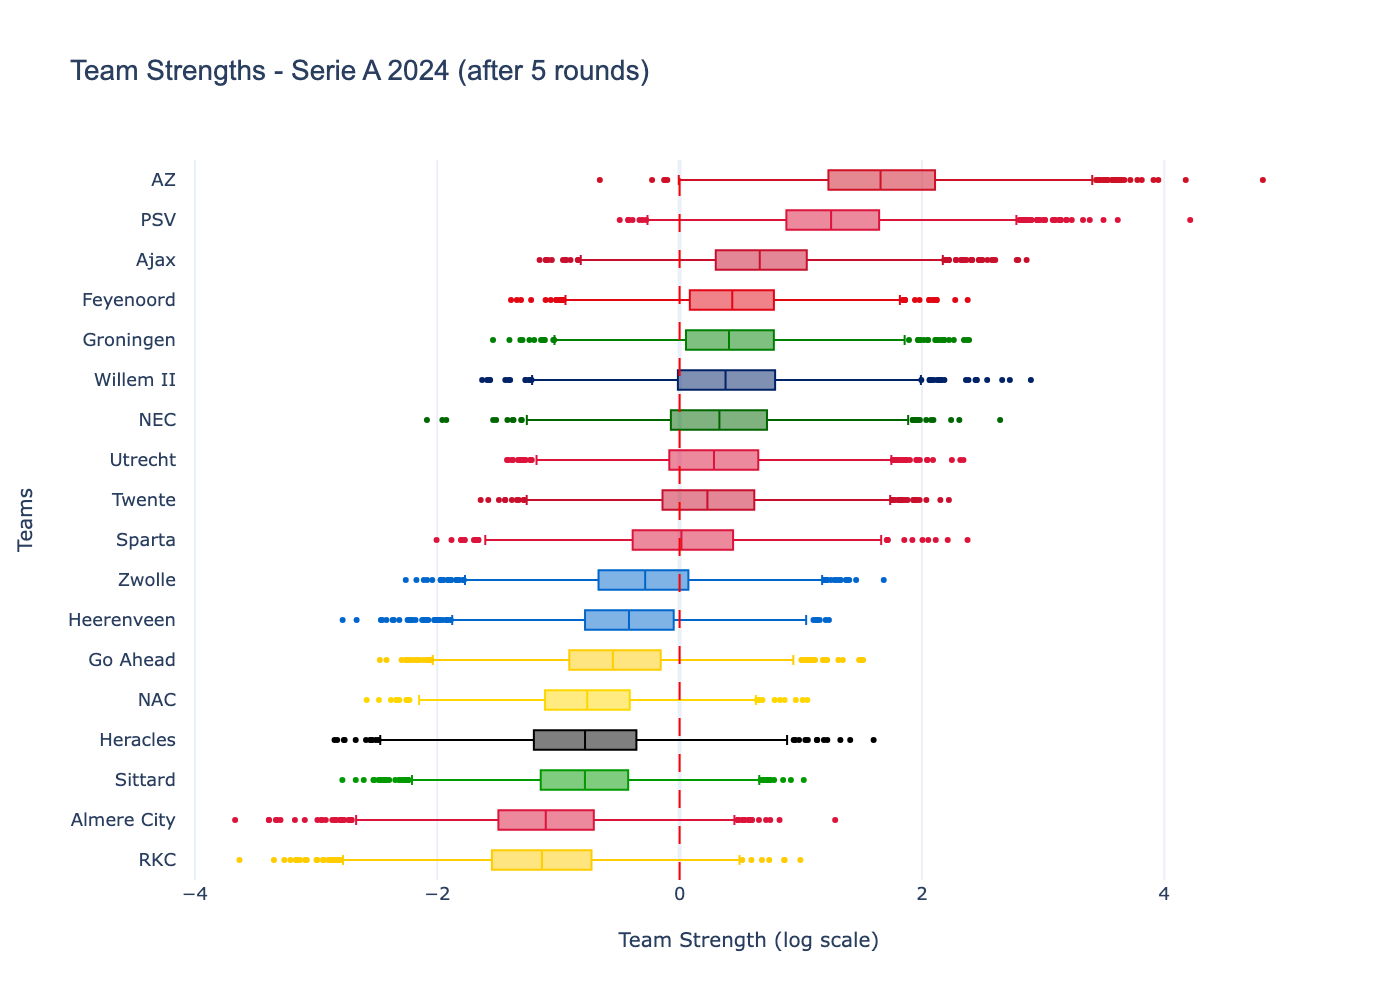 Team Strengths - Serie A 2024 (after 5 rounds)
AZ
PSV
Ajax
Feyenoord
Groningen
Willem II
NEC
Utrecht
Twente
Sparta
Zwolle
Heerenveen
Go Ahead
NAC
Heracles
Sittard
Almere City
RKC
Teams
−4 −2 0 2 4
Team Strength (log scale)